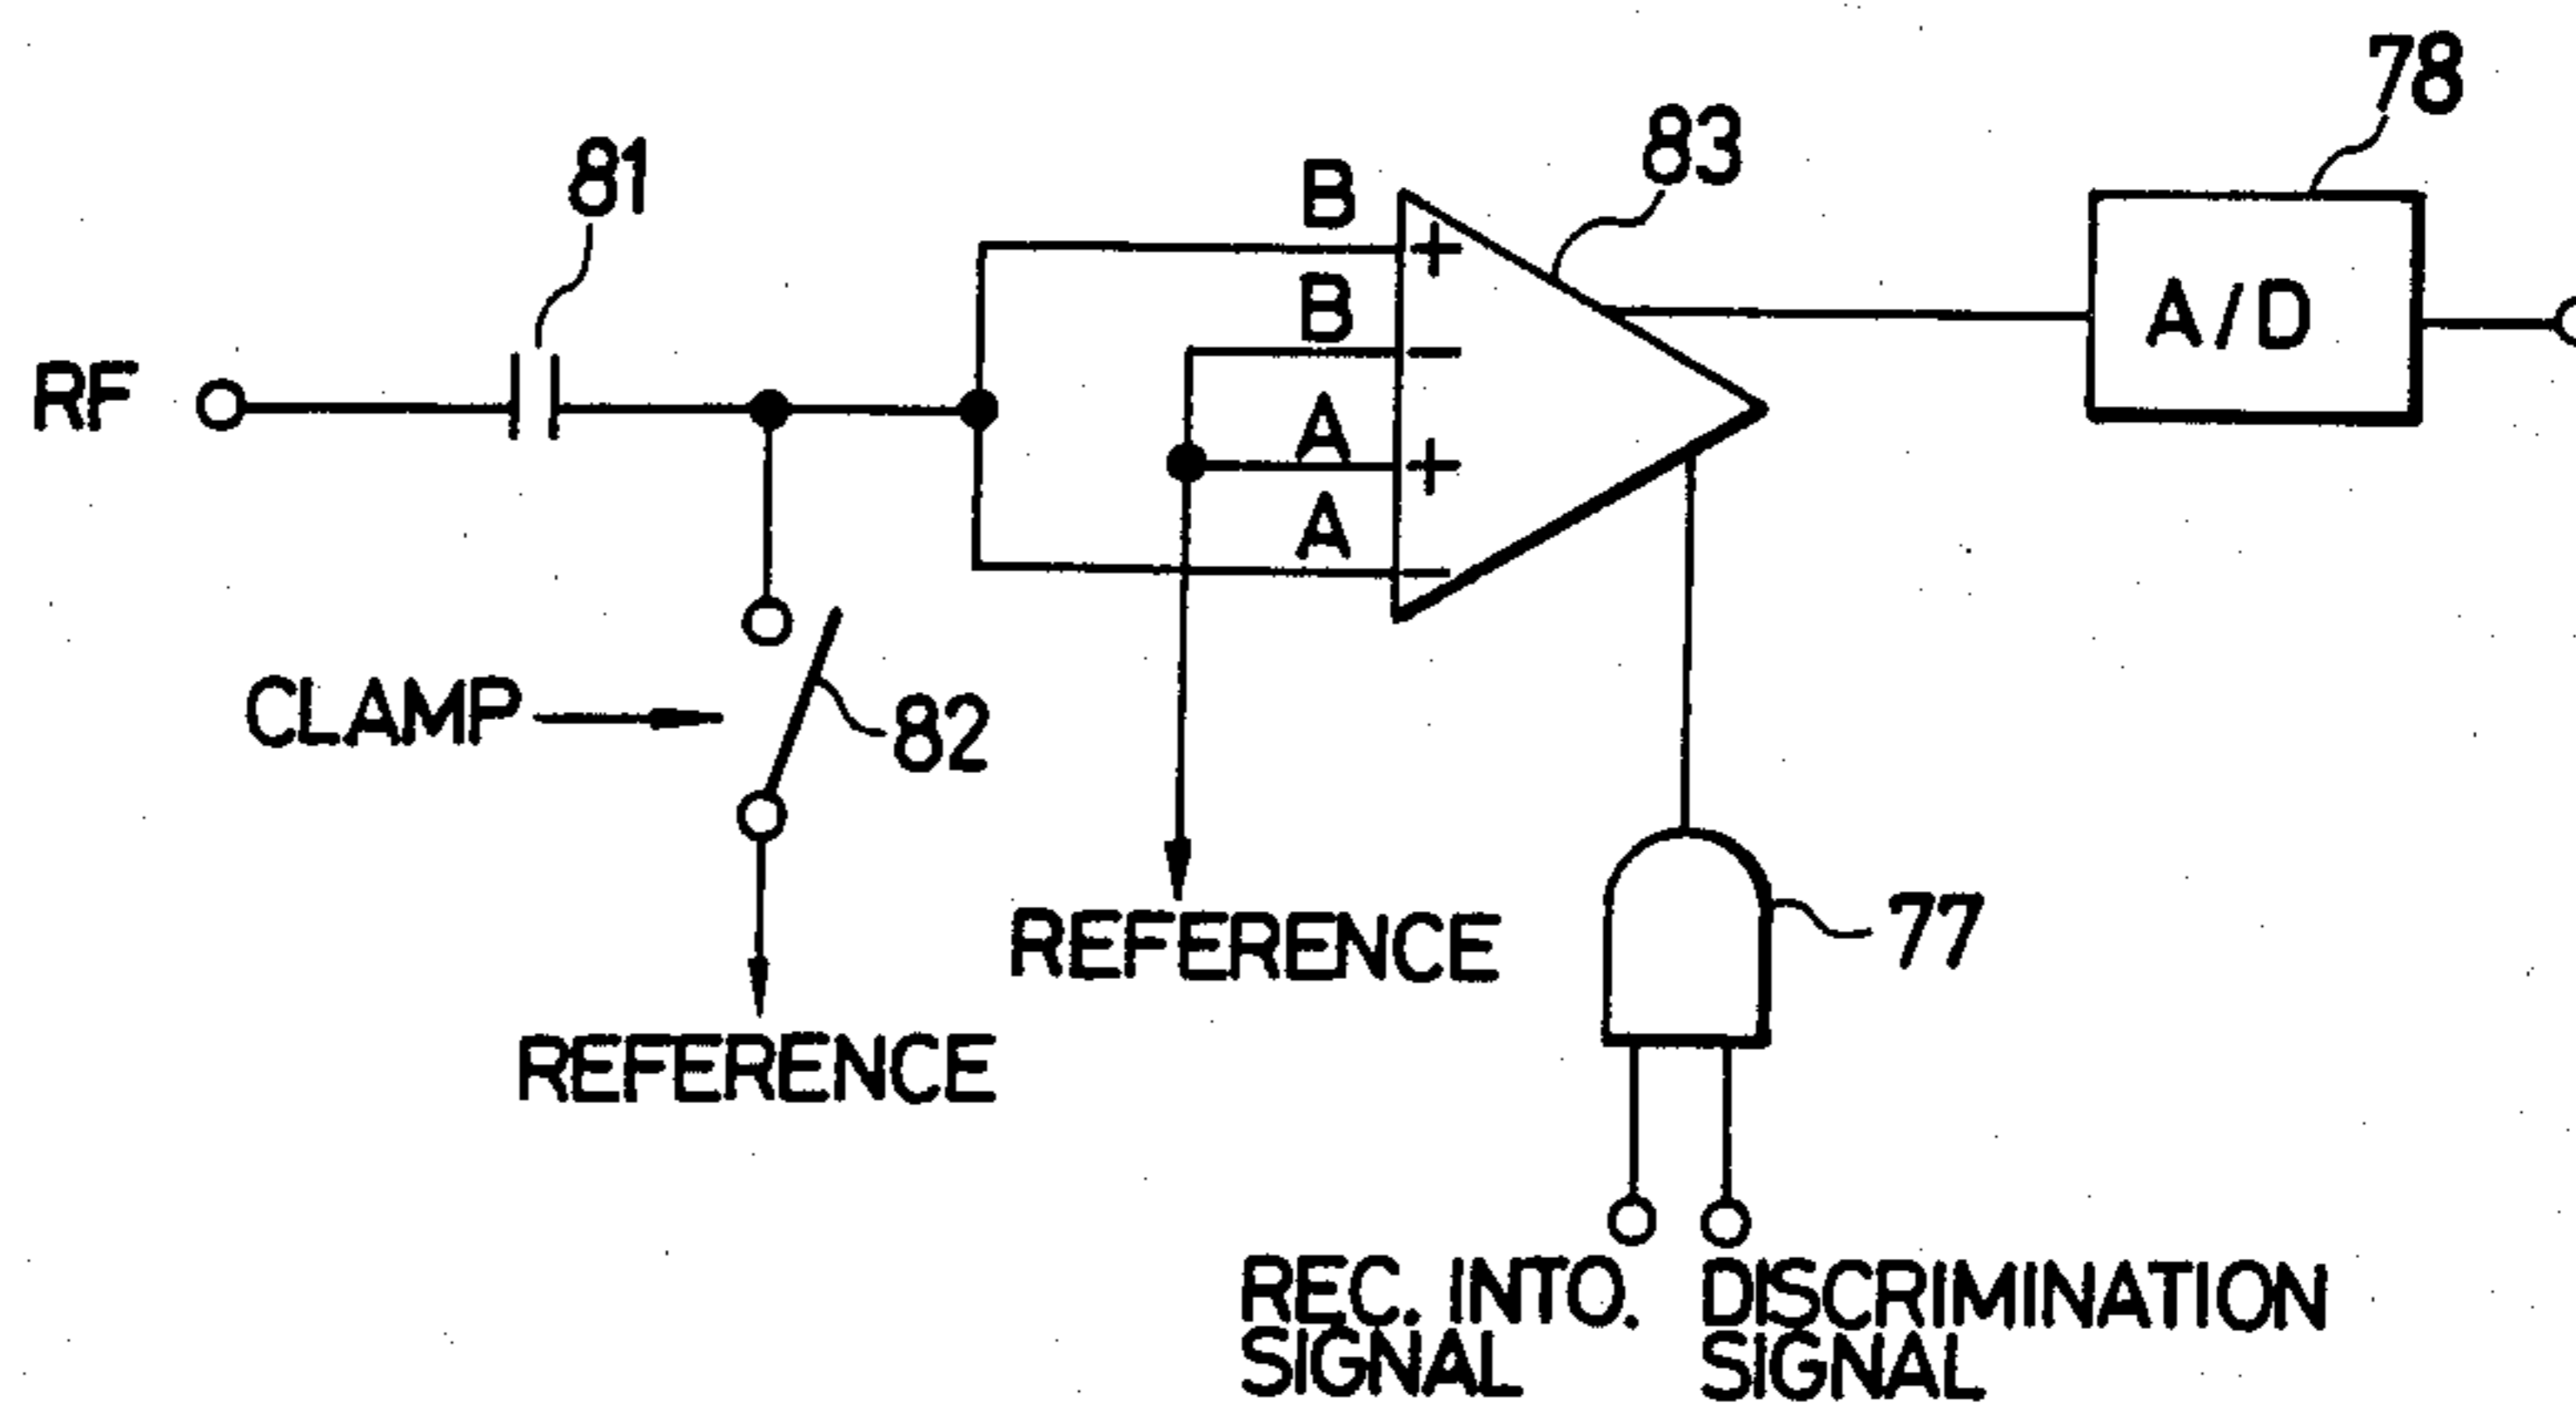 78
83
81
B
+
B
A/D
−
RF
A
+
A
−
CLAMP
82
REFERENCE
77
REFERENCE
REC. INTO. DISCRIMINATION
SIGNAL SIGNAL